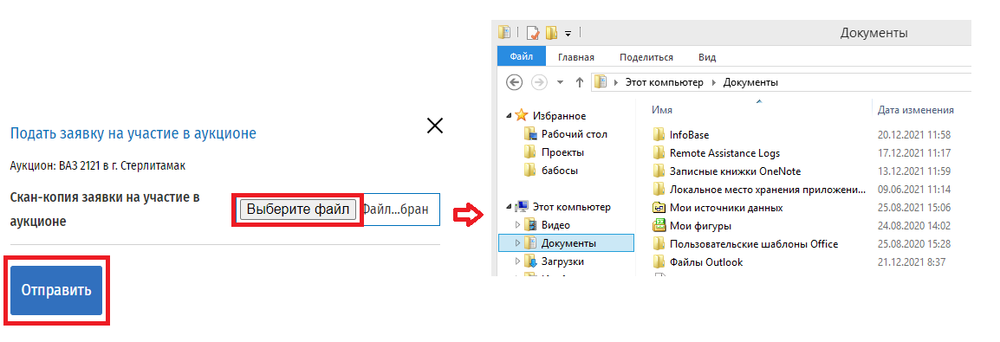 Подать заявку на участие в аукционе
Аукцион: ВАЗ 2121 в г. Стерлитамак
Скан-копия заявки на участие в
аукционе
Выберите файл
Файл...бран
Отправить
Документы
Файл Главная Поделиться Вид
Этот компьютер Документы
Избранное
Рабочий стол
Проекты
бабосы
Этот компьютер
Видео
Документы
Загрузки
Имя Дата изменения
InfoBase 20.12.2021 11:58
Remote Assistance Logs 17.12.2021 11:17
Записные книжки OneNote 13.12.2021 11:59
Локальное место хранения приложени... 09.06.2021 11:14
Мои источники данных 25.08.2021 15:06
Мои фигуры 24.08.2020 14:02
Пользовательские шаблоны Office 25.08.2020 15:28
Файлы Outlook 21.12.2021 8:37